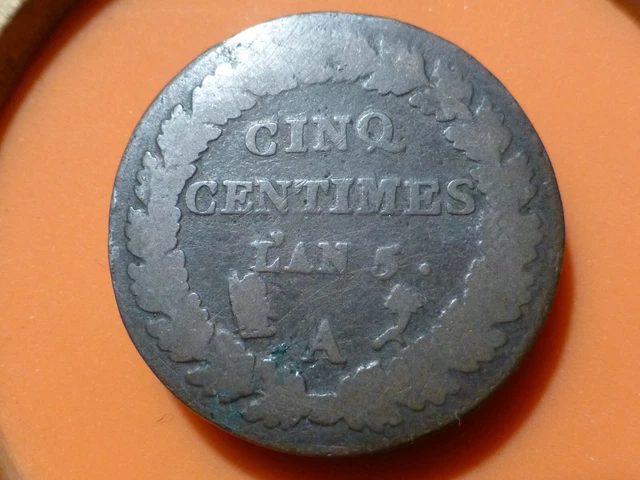 CINQ
CENTIMES
L'AN 5.
A